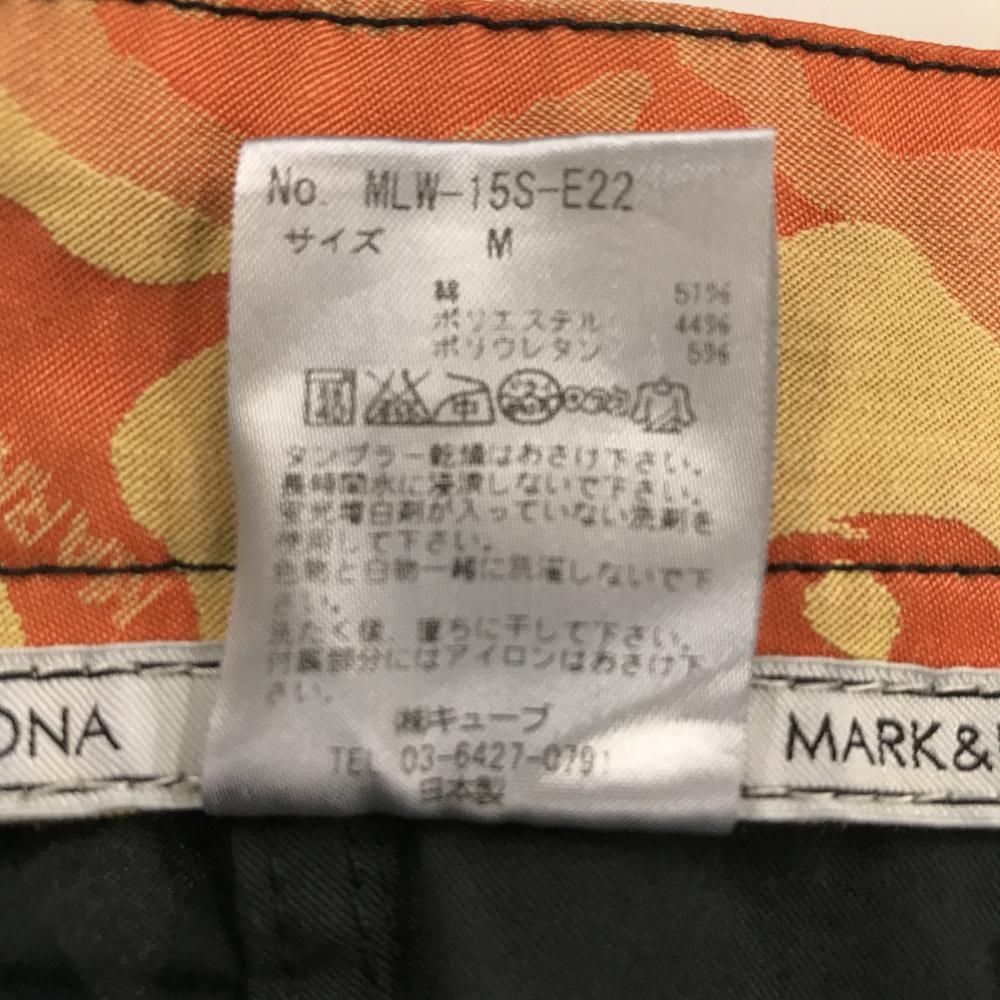 No. MLW-15S-E22
サイズ M
綿 51%
ポリエステル 44%
ポリウレタン 5%
タンブラー乾燥はおさけ下さい。
長時間水に浸漬しないで下さい。
蛍光増白剤が入っていない洗剤を
使用して下さい。
色物と白物一緒に洗濯しないで下
さい。
洗たく後、直ちに干して下さい。
付属部分にはアイロンはおさけ下
さい。
㈱キューブ
TEL 03-6427-0791
日本製
ONA
MARK&